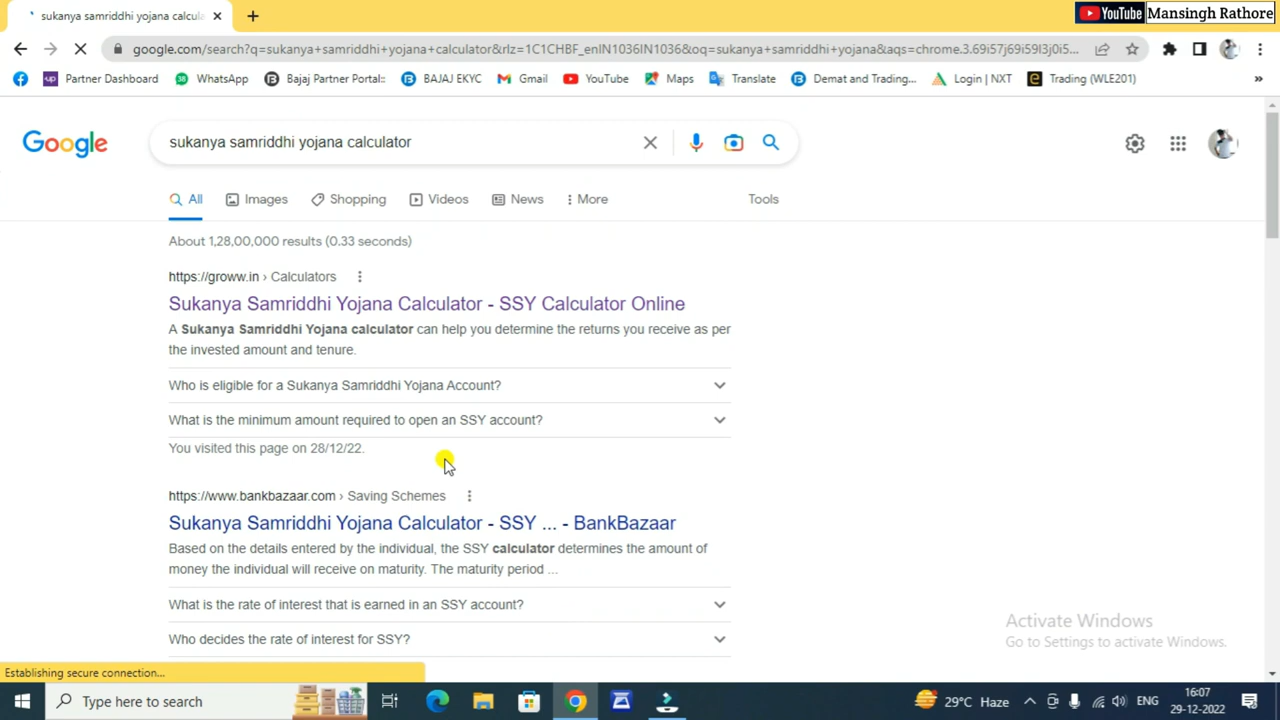 sukanya samriddhi yojana calcula
YouTube Mansingh Rathore
google.com/search?q=sukanya+samriddhi+yojana+calculator&rlz=1C1CHBF_enIN1036IN1036&oq=sukanya+samriddhi+yojana&aqs=chrome.3.69i57j69i59l3j0i5...
Partner Dashboard WhatsApp Bajaj Partner Portal:: BAJAJ EKYC Gmail YouTube Maps Translate Demat and Trading... Login | NXT Trading (WLE201) »
Google sukanya samriddhi yojana calculator
All Images Shopping Videos News More Tools
About 1,28,00,000 results (0.33 seconds)
https://groww.in › Calculators
Sukanya Samriddhi Yojana Calculator - SSY Calculator Online
A Sukanya Samriddhi Yojana calculator can help you determine the returns you receive as per
the invested amount and tenure.
Who is eligible for a Sukanya Samriddhi Yojana Account?
What is the minimum amount required to open an SSY account?
You visited this page on 28/12/22.
https://www.bankbazaar.com › Saving Schemes
Sukanya Samriddhi Yojana Calculator - SSY ... - BankBazaar
Based on the details entered by the individual, the SSY calculator determines the amount of
money the individual will receive on maturity. The maturity period ...
What is the rate of interest that is earned in an SSY account?
Who decides the rate of interest for SSY?
Activate Windows
Go to Settings to activate Windows.
Establishing secure connection...
Type here to search 29°C Haze ENG 16:07
29-12-2022